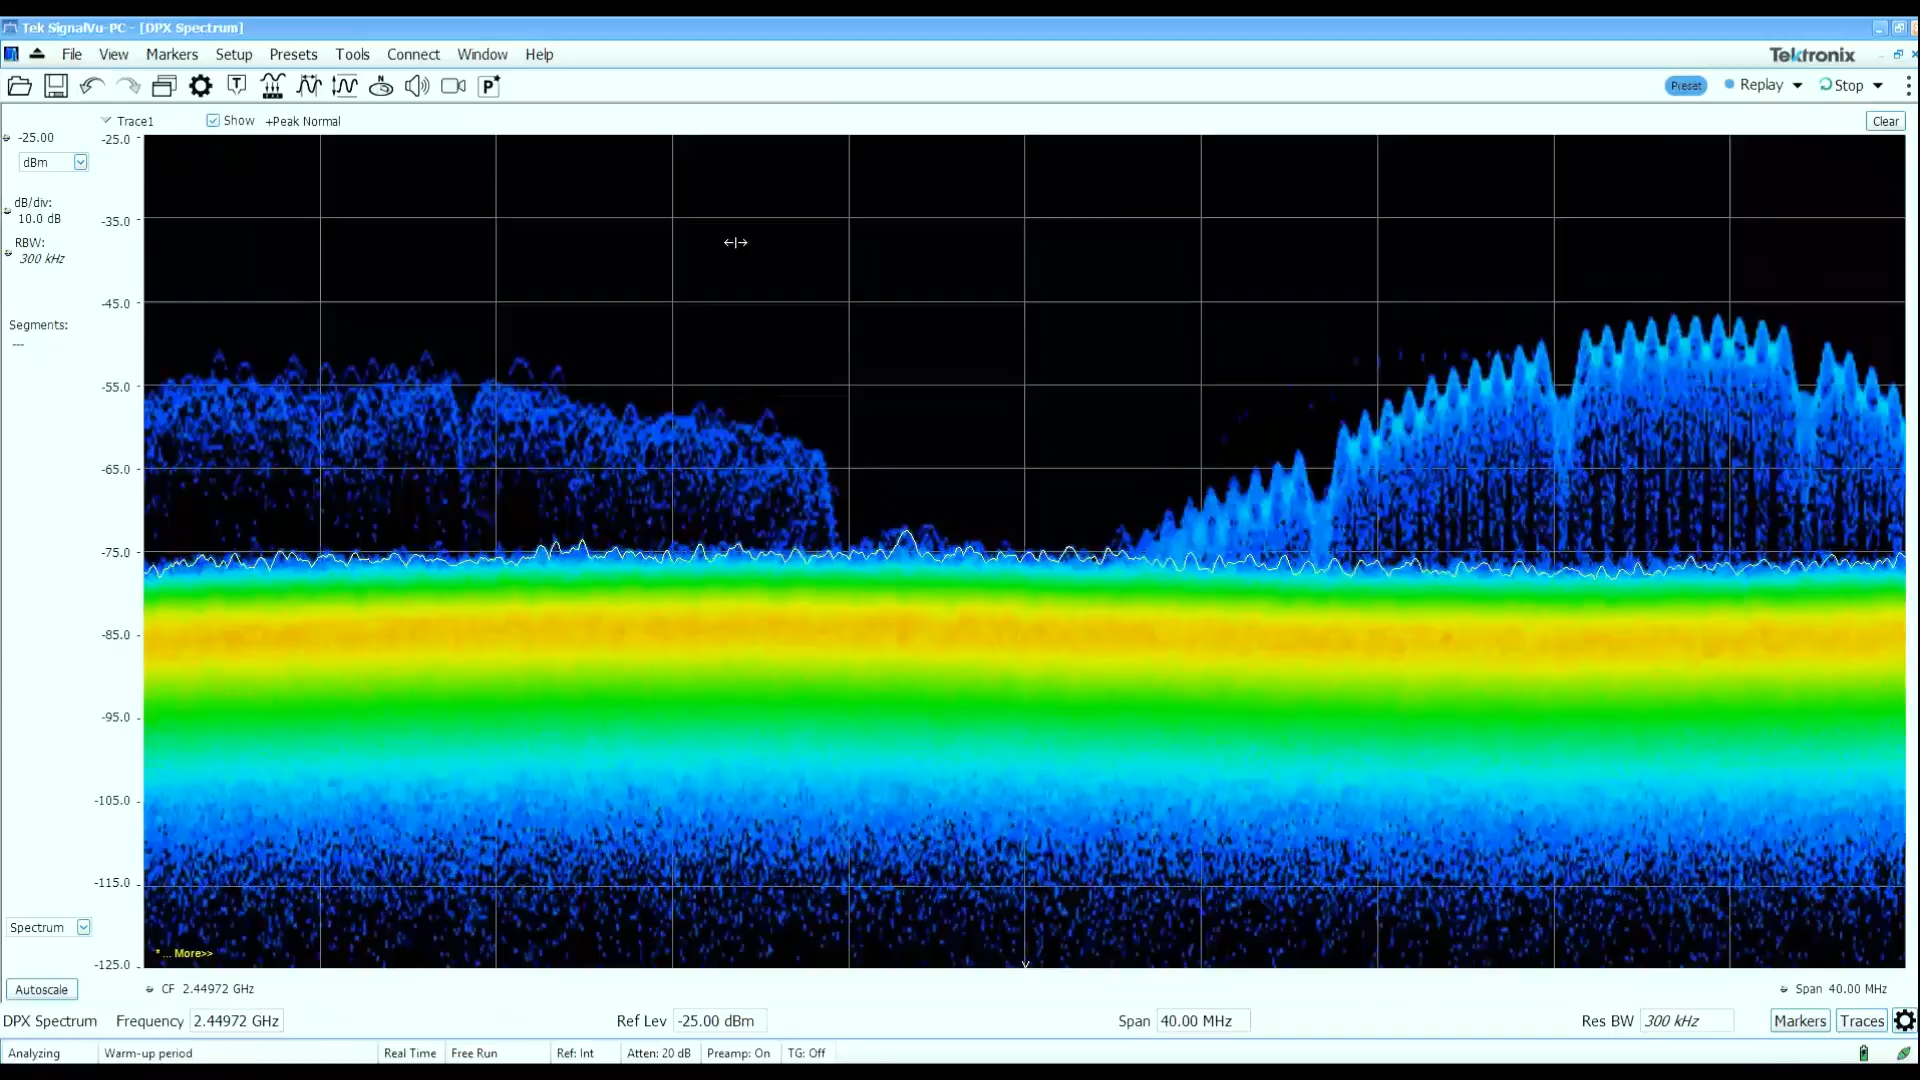 Tek SignalVu-PC - [DPX Spectrum]
File View Markers Setup Presets Tools Connect Window Help
Tektronix
T N P*
Preset Replay Stop
Trace1 Show +Peak Normal
Clear
-25.00
dBm
dB/div:
10.0 dB
RBW:
300 kHz
Segments:
---
-25.0
-35.0
-45.0
-55.0
-65.0
-75.0
-85.0
-95.0
-105.0
-115.0
-125.0
Spectrum
* ... More>>
Autoscale
CF 2.44972 GHz
Span 40.00 MHz
DPX Spectrum Frequency 2.44972 GHz Ref Lev -25.00 dBm Span 40.00 MHz Res BW 300 kHz Markers Traces
Analyzing Warm-up period Real Time Free Run Ref: Int Atten: 20 dB Preamp: On TG: Off